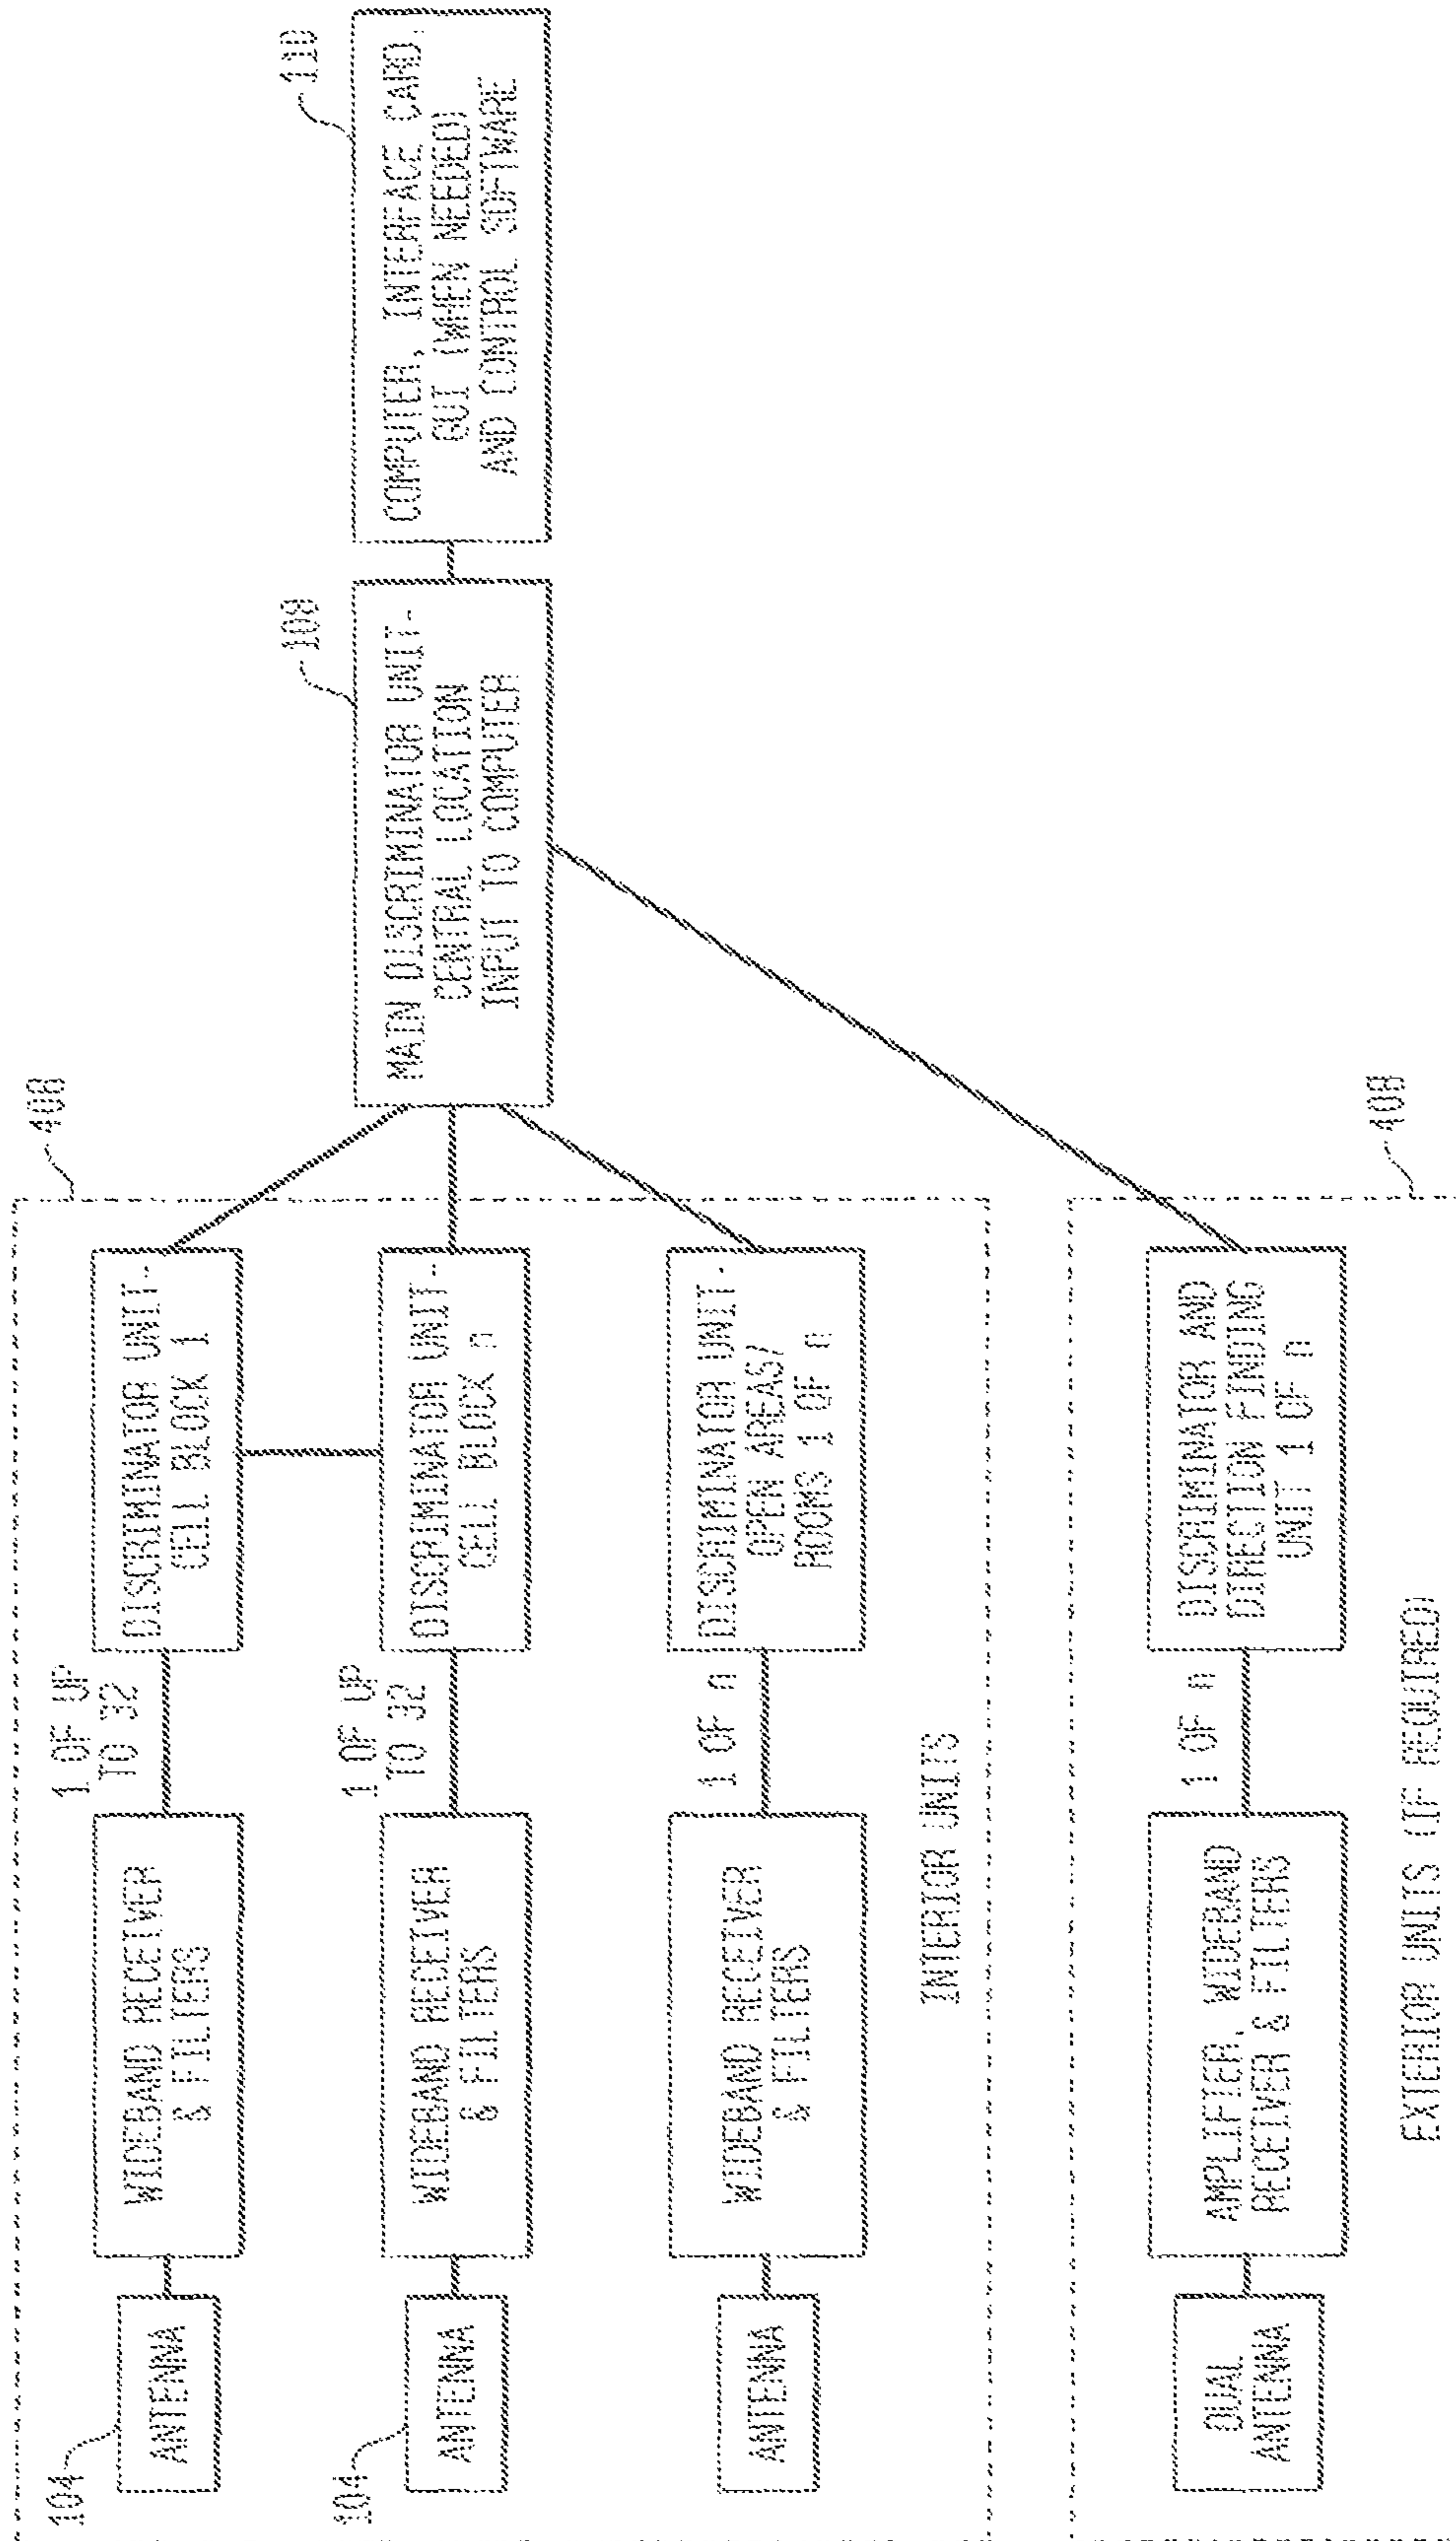 104
ANTENNA
WIDEBAND RECEIVER
& FILTERS
1 OF UP
TO 32
DISCRIMINATOR UNIT-
CELL BLOCK 1
408
104
ANTENNA
WIDEBAND RECEIVER
& FILTERS
1 OF UP
TO 32
DISCRIMINATOR UNIT-
CELL BLOCK n
ANTENNA
WIDEBAND RECEIVER
& FILTERS
1 OF n
DISCRIMINATOR UNIT-
OPEN AREAS/
ROOMS 1 OF n
INTERIOR UNITS
108
MAIN DISCRIMINATOR UNIT-
CENTRAL LOCATION
INPUT TO COMPUTER
110
COMPUTER, INTERFACE CARD,
GUI (WHEN NEEDED)
AND CONTROL SOFTWARE
408
DUAL
ANTENNA
AMPLIFIER, WIDEBAND
RECEIVER & FILTERS
1 OF n
DISCRIMINATOR AND
DIRECTION FINDING
UNIT 1 OF n
EXTERIOR UNITS (IF REQUIRED)